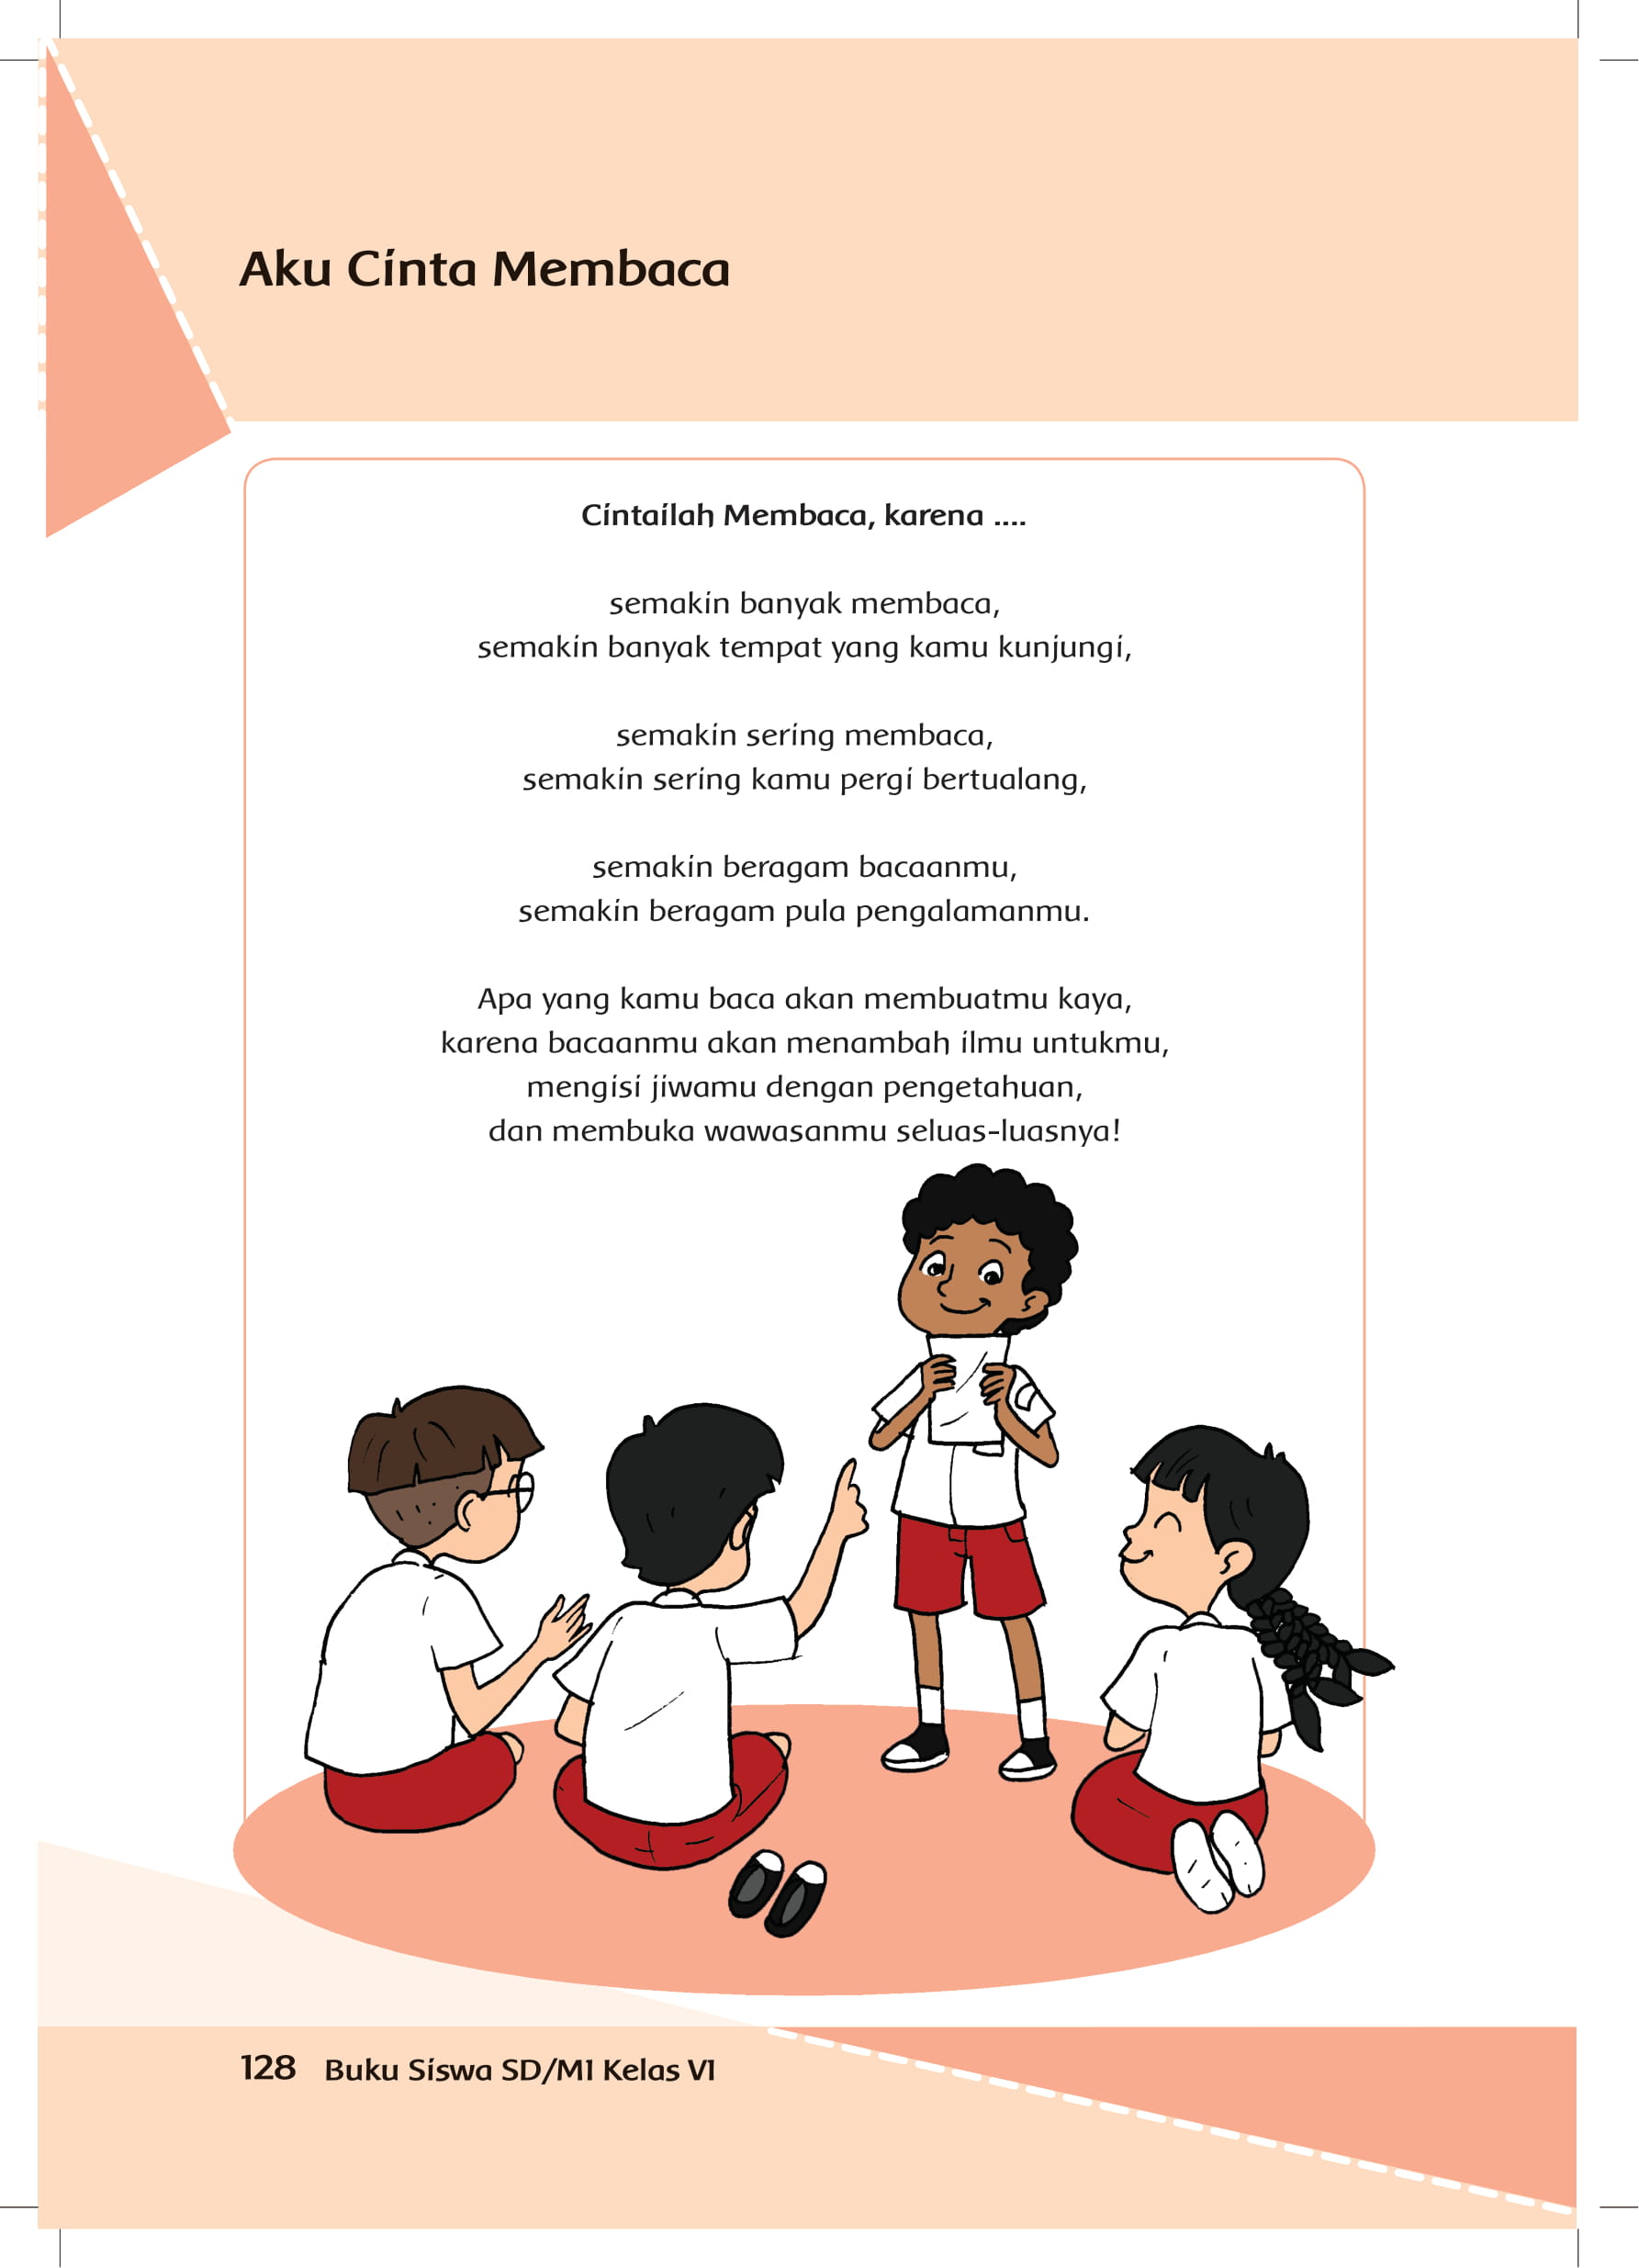 Aku Cinta Membaca
Cintailah Membaca, karena ....
semakin banyak membaca,
semakin banyak tempat yang kamu kunjungi,
semakin sering membaca,
semakin sering kamu pergi bertualang,
semakin beragam bacaanmu,
semakin beragam pula pengalamanmu.
Apa yang kamu baca akan membuatmu kaya,
karena bacaanmu akan menambah ilmu untukmu,
mengisi jiwamu dengan pengetahuan,
dan membuka wawasanmu seluas-luasnya!
128 Buku Siswa SD/MI Kelas VI